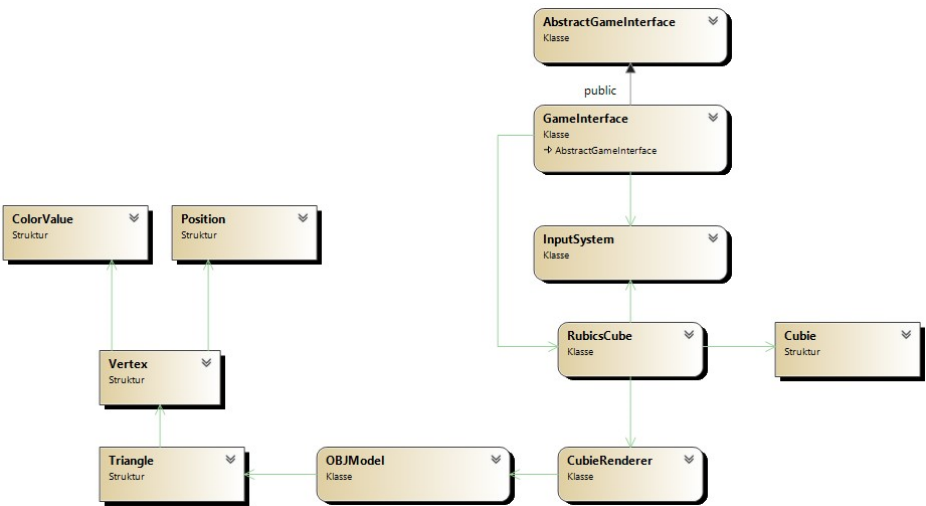 AbstractGameInterface
Klasse
public
GameInterface
Klasse
AbstractGameInterface
ColorValue
Struktur
Position
Struktur
InputSystem
Klasse
RubicsCube
Klasse
Cubie
Struktur
Vertex
Struktur
Triangle
Struktur
OBJModel
Klasse
CubieRenderer
Klasse